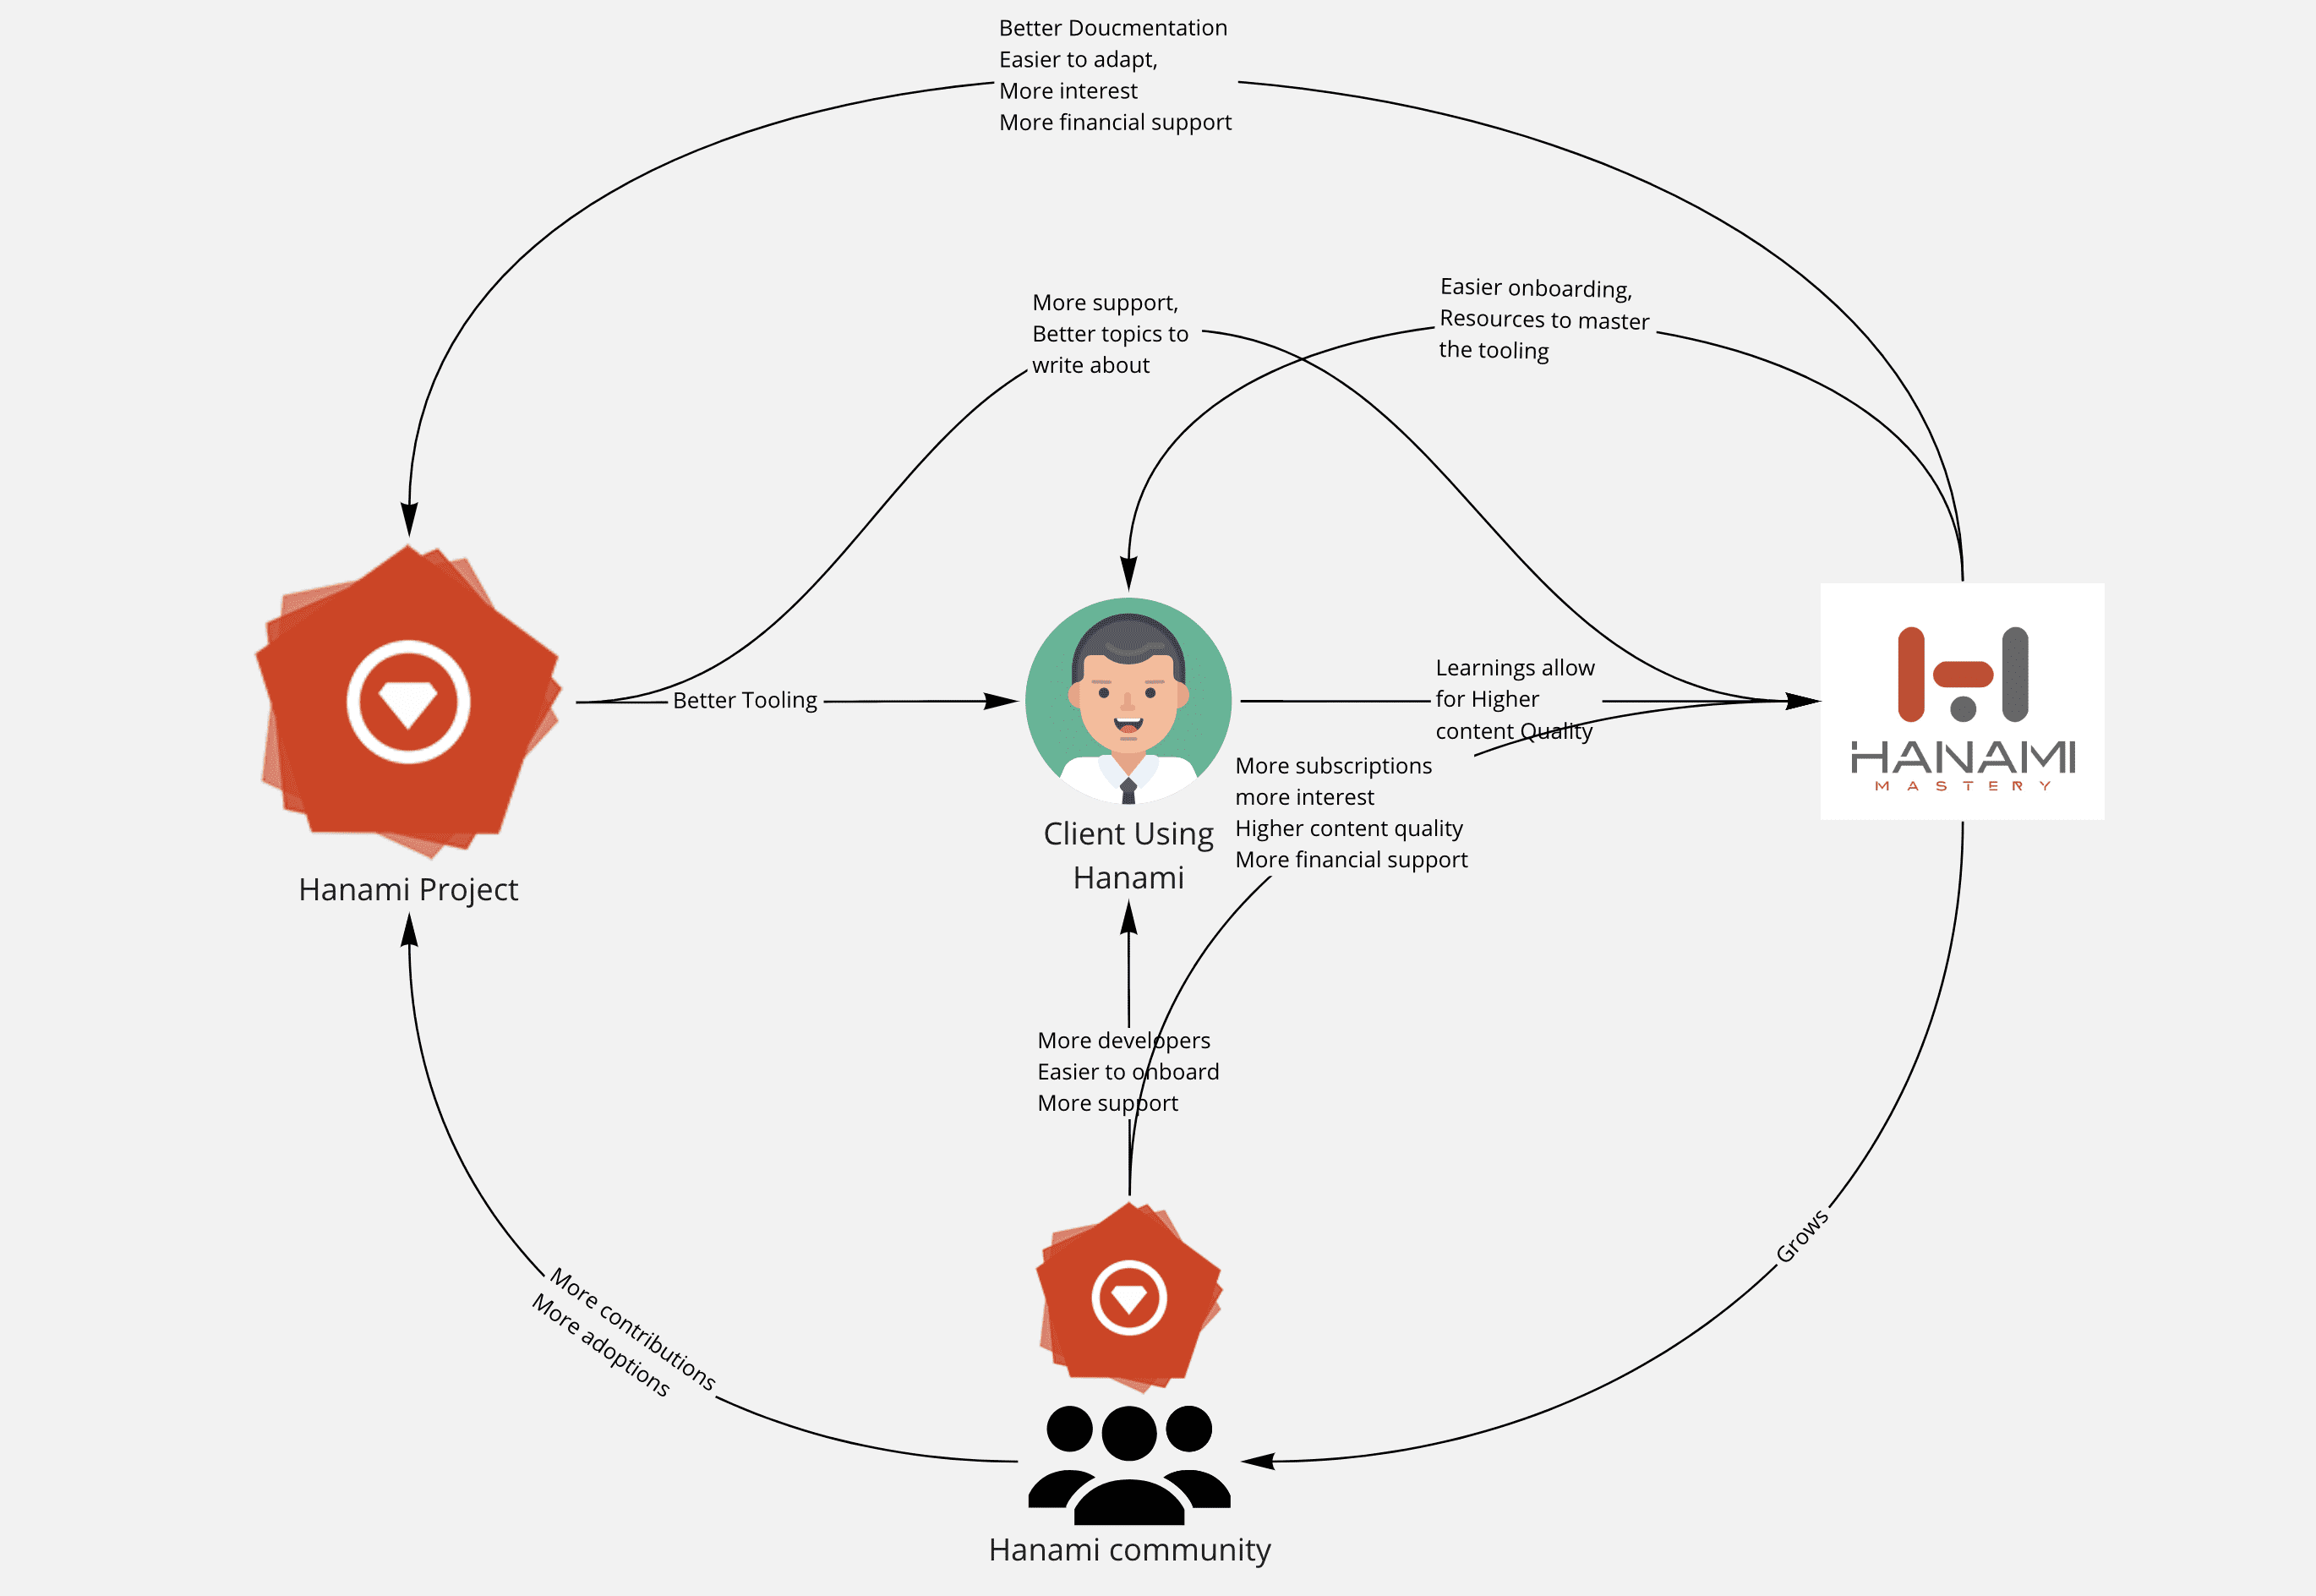 Better Doucmentation
Easier to adapt,
More interest
More financial support
More support,
Better topics to
write about
Easier onboarding,
Resources to master
the tooling
Better Tooling
Learnings allow
for Higher
content Quality
HANAMI
MASTERY
More subscriptions
more interest
Higher content quality
More financial support
Client Using
Hanami
Hanami Project
More developers
Easier to onboard
More support
Grows
More contributions
More adoptions
Hanami community